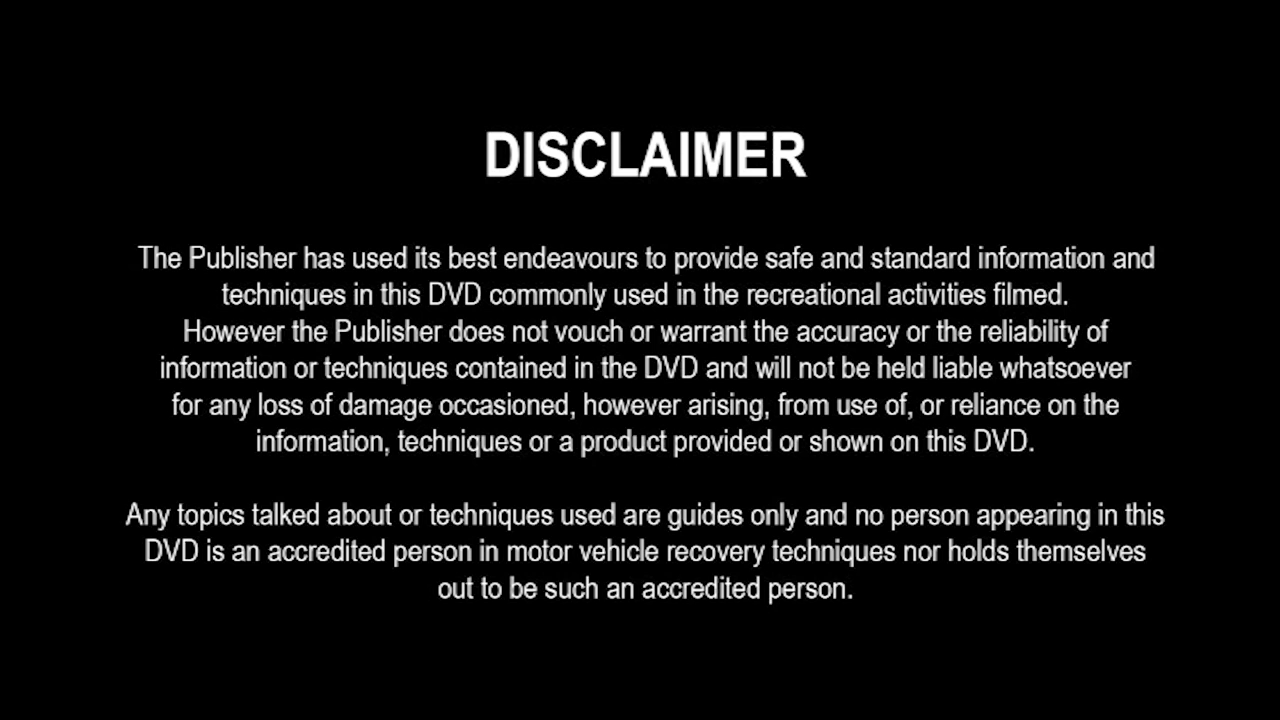 DISCLAIMER
The Publisher has used its best endeavours to provide safe and standard information and
techniques in this DVD commonly used in the recreational activities filmed.
However the Publisher does not vouch or warrant the accuracy or the reliability of
information or techniques contained in the DVD and will not be held liable whatsoever
for any loss of damage occasioned, however arising, from use of, or reliance on the
information, techniques or a product provided or shown on this DVD.
Any topics talked about or techniques used are guides only and no person appearing in this
DVD is an accredited person in motor vehicle recovery techniques nor holds themselves
out to be such an accredited person.